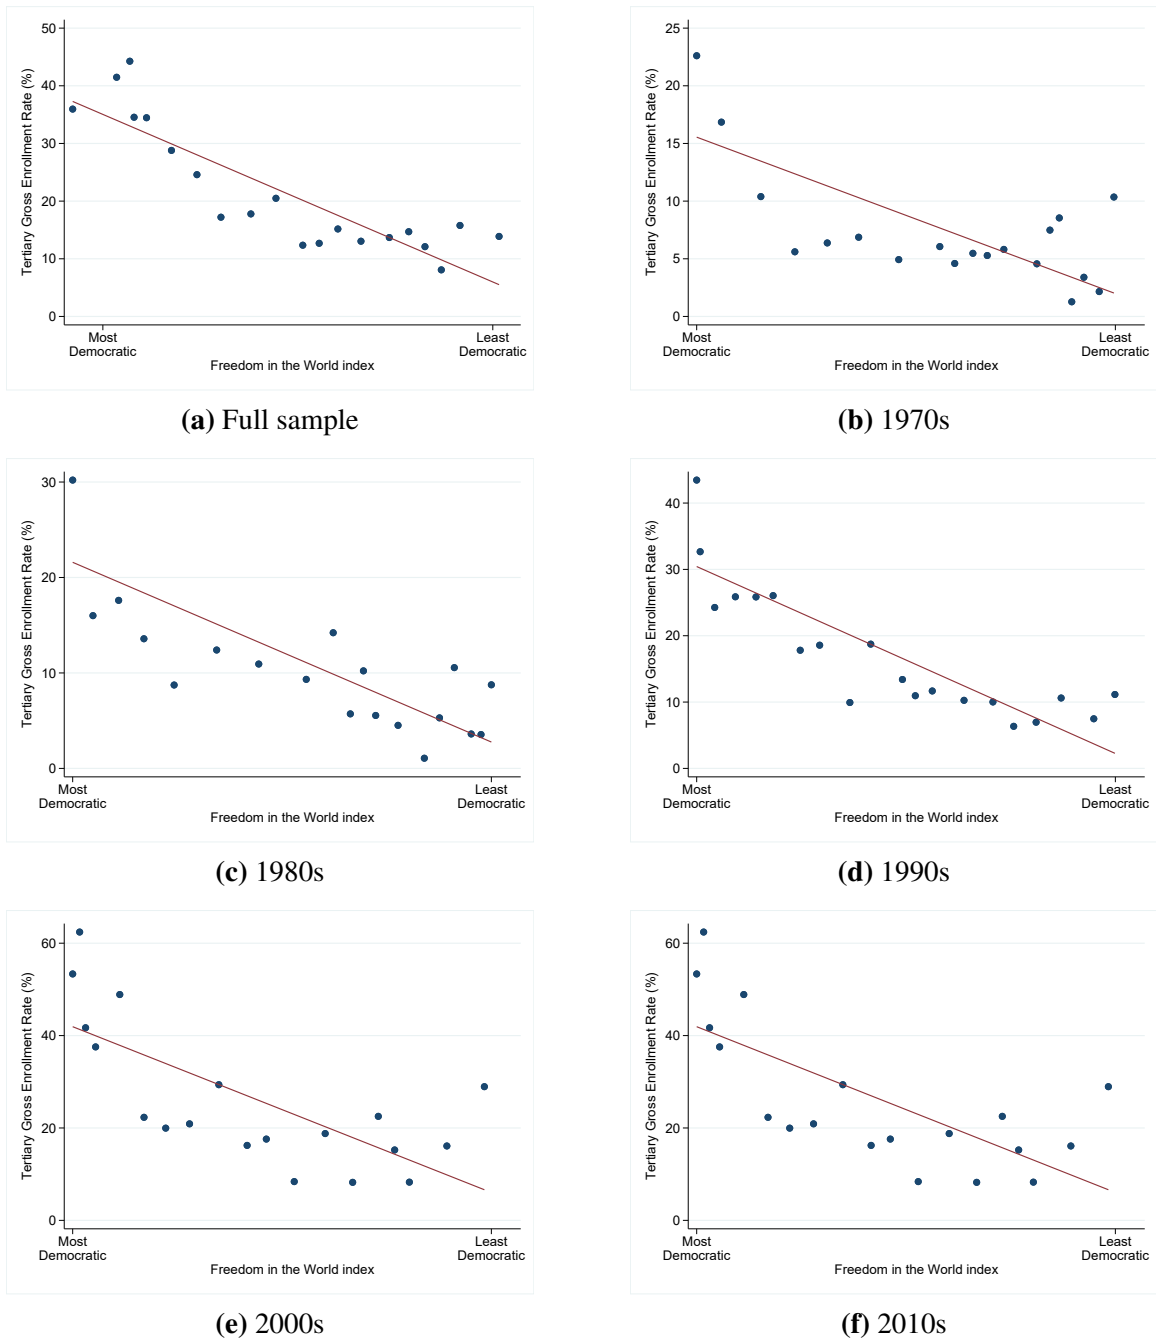 50
40
30
20
10
0
Tertiary Gross Enrollment Rate (%)
Most
Democratic
Least
Democratic
Freedom in the World index
(a) Full sample
25
20
15
10
5
0
Tertiary Gross Enrollment Rate (%)
Most
Democratic
Least
Democratic
Freedom in the World index
(b) 1970s
30
20
10
0
Tertiary Gross Enrollment Rate (%)
Most
Democratic
Least
Democratic
Freedom in the World index
(c) 1980s
40
30
20
10
0
Tertiary Gross Enrollment Rate (%)
Most
Democratic
Least
Democratic
Freedom in the World index
(d) 1990s
60
40
20
0
Tertiary Gross Enrollment Rate (%)
Most
Democratic
Least
Democratic
Freedom in the World index
(e) 2000s
60
40
20
0
Tertiary Gross Enrollment Rate (%)
Most
Democratic
Least
Democratic
Freedom in the World index
(f) 2010s